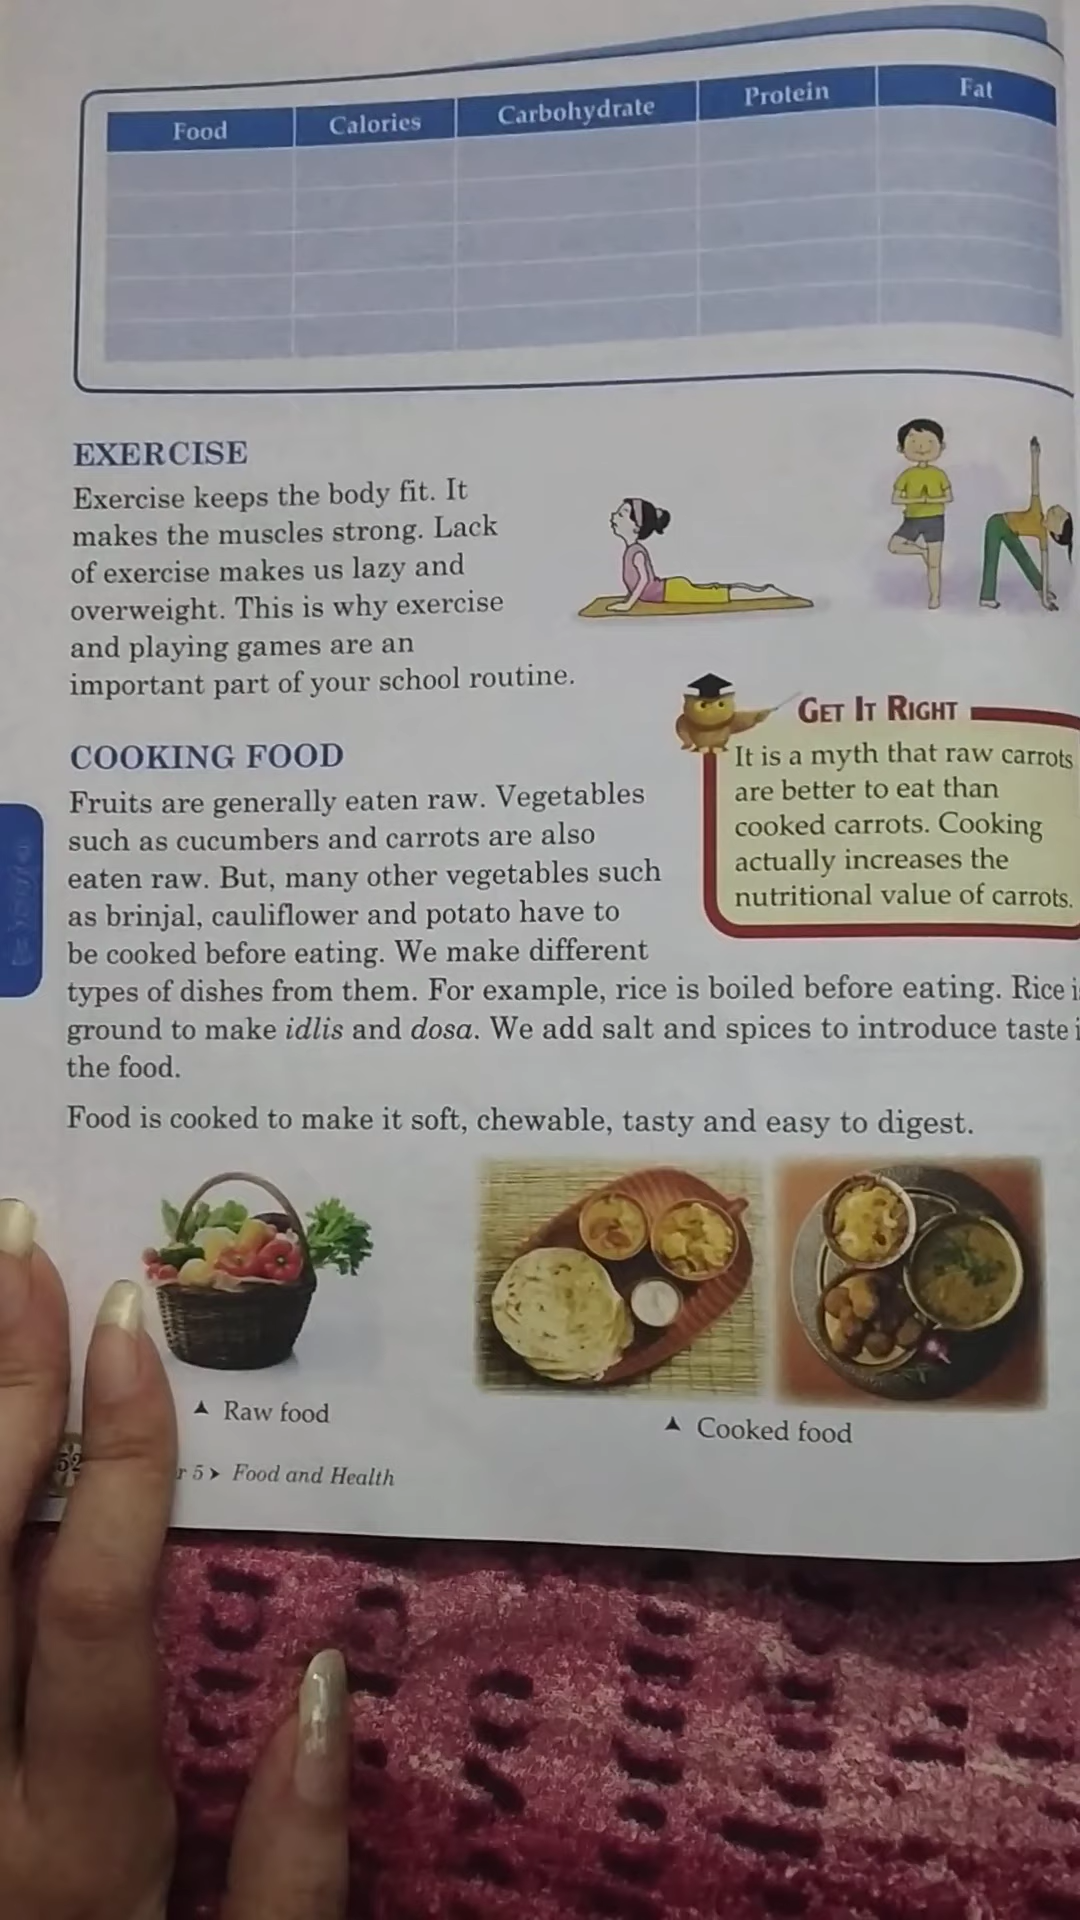 Food Calories Carbohydrate Protein Fat
EXERCISE
Exercise keeps the body fit. It
makes the muscles strong. Lack
of exercise makes us lazy and
overweight. This is why exercise
and playing games are an
important part of your school routine.
GET IT RIGHT
It is a myth that raw carrots
are better to eat than
cooked carrots. Cooking
actually increases the
nutritional value of carrots.
COOKING FOOD
Fruits are generally eaten raw. Vegetables
such as cucumbers and carrots are also
eaten raw. But, many other vegetables such
as brinjal, cauliflower and potato have to
be cooked before eating. We make different
types of dishes from them. For example, rice is boiled before eating. Rice i
ground to make idlis and dosa. We add salt and spices to introduce taste i
the food.
Food is cooked to make it soft, chewable, tasty and easy to digest.
Raw food
Cooked food
52
r 5 Food and Health